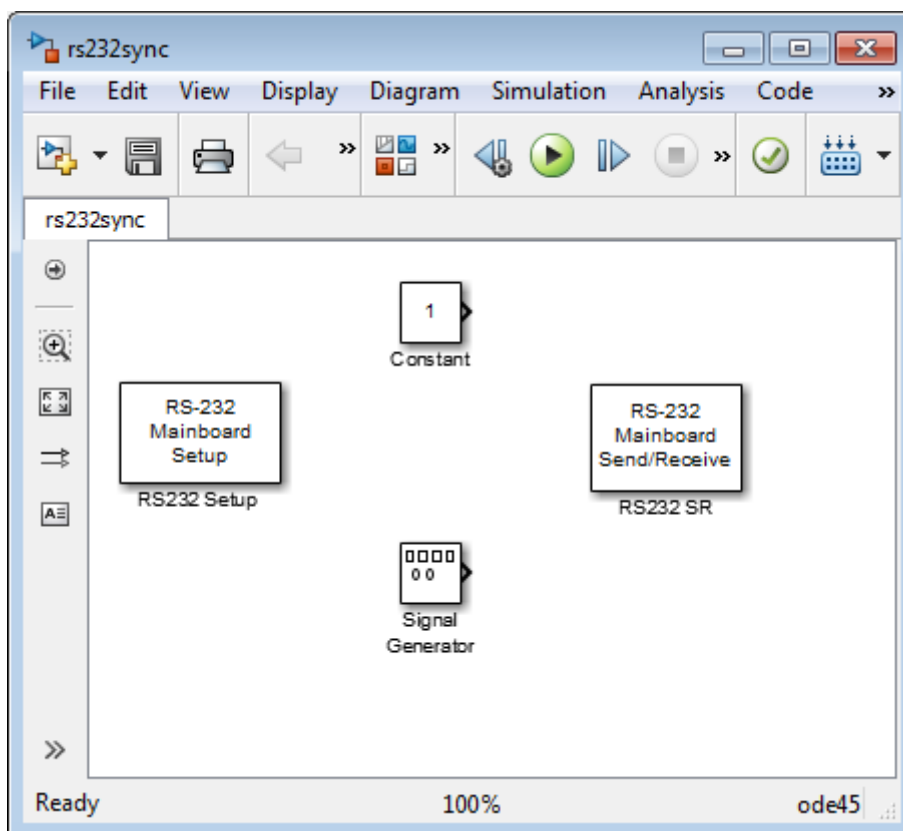 rs232sync
File Edit View Display Diagram Simulation Analysis Code »
rs232sync
1
Constant
RS-232
Mainboard
Setup
RS232 Setup
RS-232
Mainboard
Send/Receive
RS232 SR
0 0
Signal
Generator
Ready 100% ode45